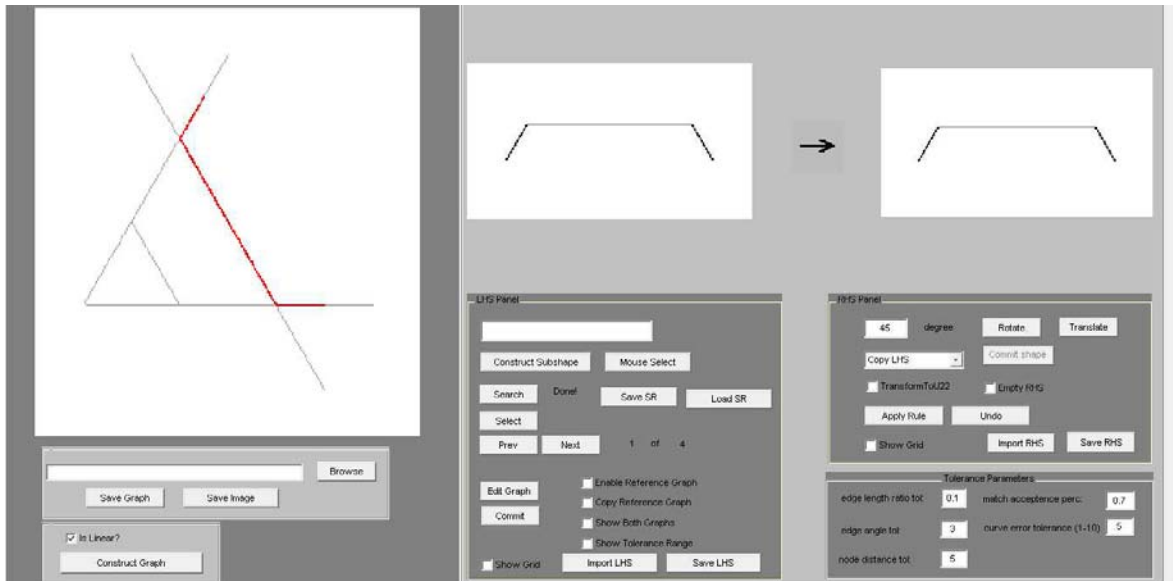 LHS Panel
Construct Subshape
Mouse Select
Search
Done!
Save SR
Load SR
Select
Prev
Next
1 of 4
Edit Graph
Commit
Enable Reference Graph
Copy Reference Graph
Show Both Graphs
Show Tolerance Range
Show Grid
Import LHS
Save LHS
RHS Panel
45
degree
Rotate
Translate
Copy LHS
Commit shape
TransformToU22
Empty RHS
Apply Rule
Undo
Show Grid
Import RHS
Save RHS
Tolerance Parameters
edge length ratio tol
0.1
match acceptence perc:
0.7
edge angle tol
3
curve error tolerance (1-10)
5
node distance tol
5
Browse
Save Graph
Save Image
Is Linear?
Construct Graph